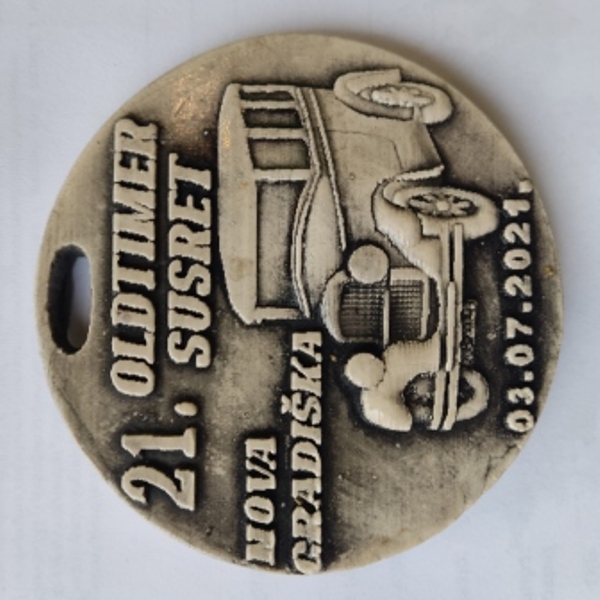 21. OLDTIMER
SUSRET
NOVA
GRADIŠKA
03.07.2021.